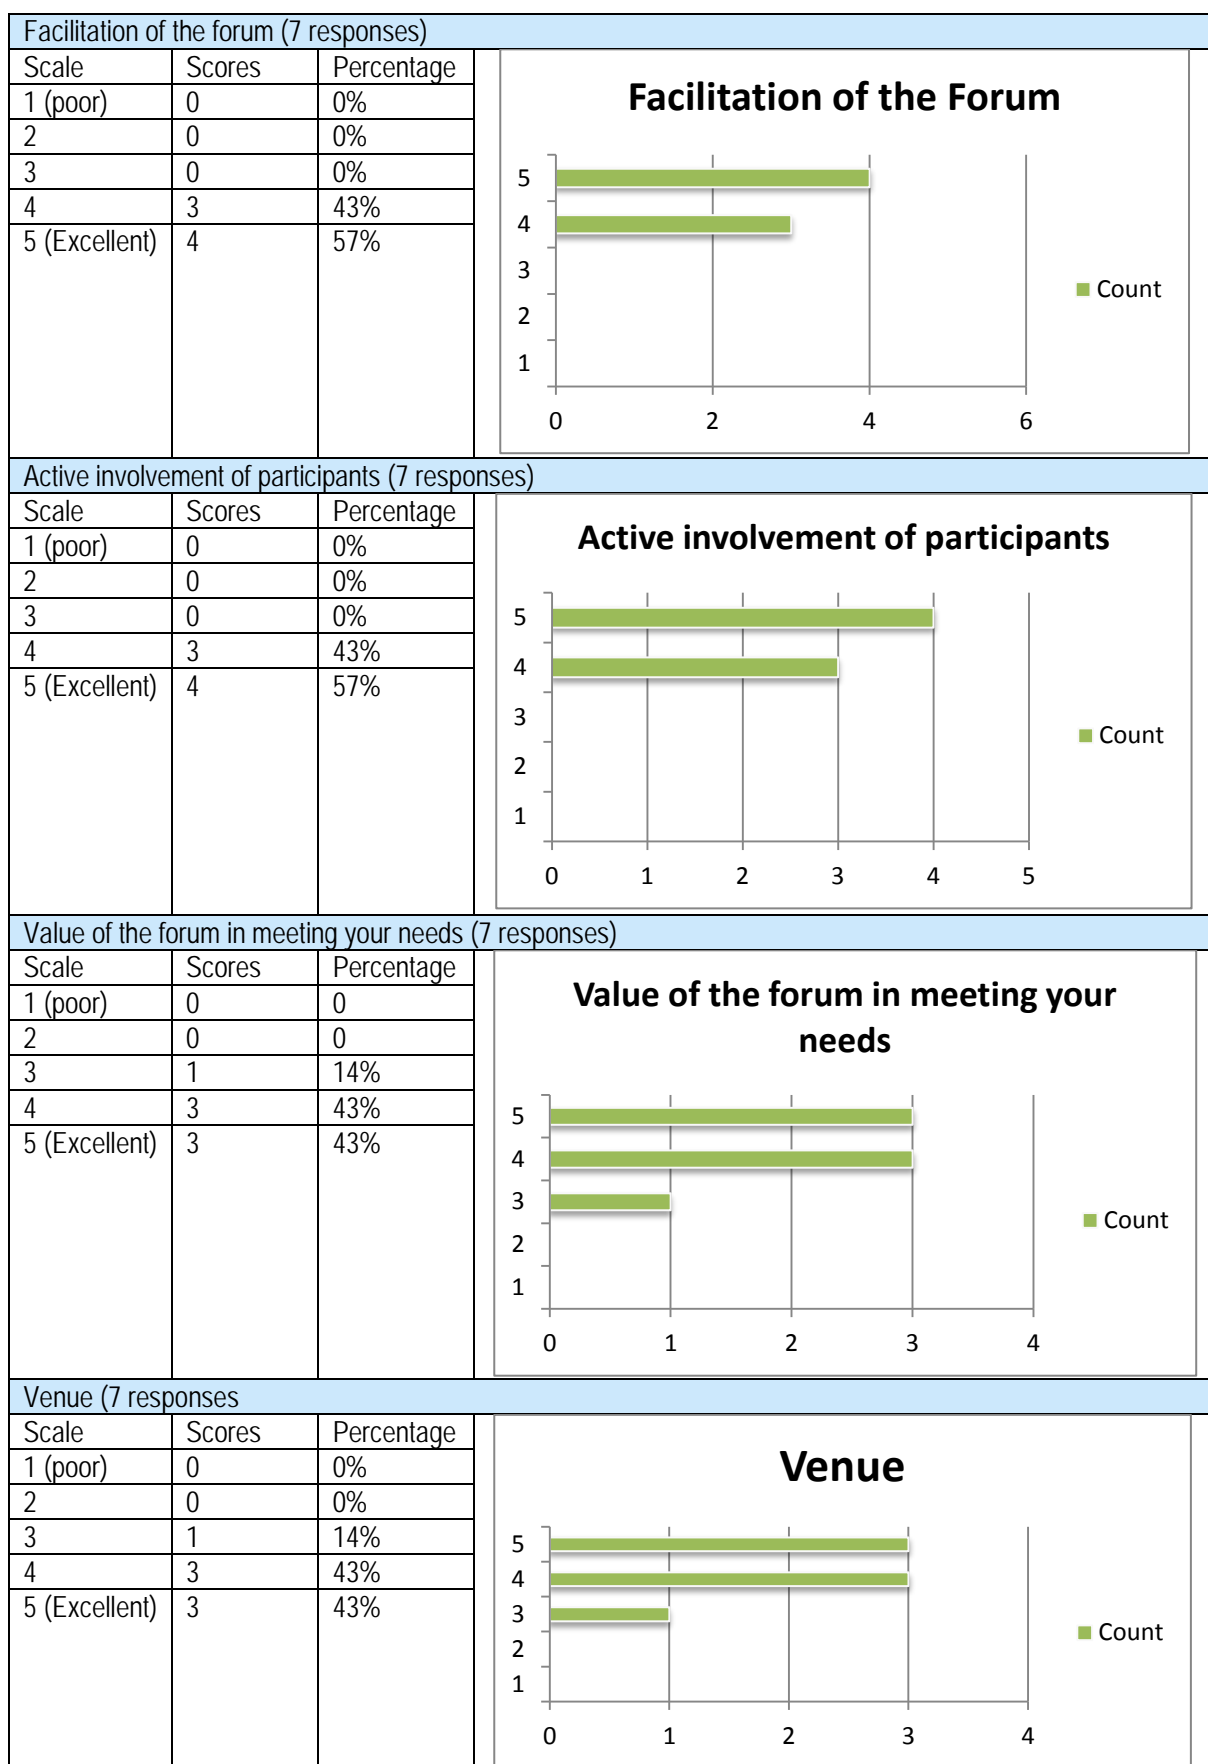 Facilitation of the forum (7 responses)
Scale Scores Percentage
1 (poor) 0 0%
2 0 0%
3 0 0%
4 3 43%
5 (Excellent) 4 57%
Facilitation of the Forum
5
4
3
2
1
0 2 4 6
Count
Active involvement of participants (7 responses)
Scale Scores Percentage
1 (poor) 0 0%
2 0 0%
3 0 0%
4 3 43%
5 (Excellent) 4 57%
Active involvement of participants
5
4
3
2
1
0 1 2 3 4 5
Count
Value of the forum in meeting your needs (7 responses)
Scale Scores Percentage
1 (poor) 0 0
2 0 0
3 1 14%
4 3 43%
5 (Excellent) 3 43%
Value of the forum in meeting your
needs
5
4
3
2
1
0 1 2 3 4
Count
Venue (7 responses
Scale Scores Percentage
1 (poor) 0 0%
2 0 0%
3 1 14%
4 3 43%
5 (Excellent) 3 43%
Venue
5
4
3
2
1
0 1 2 3 4
Count